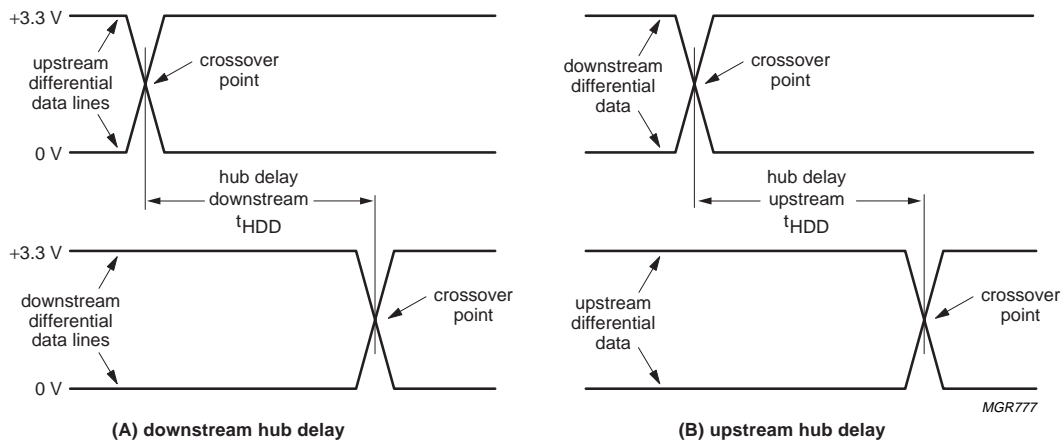 +3.3 V
upstream
differential
data lines
0 V
crossover
point
hub delay
downstream
tHDD
+3.3 V
downstream
differential
data lines
0 V
crossover
point
(A) downstream hub delay
downstream
differential
data
crossover
point
hub delay
upstream
tHDD
upstream
differential
data
crossover
point
MGR777
(B) upstream hub delay